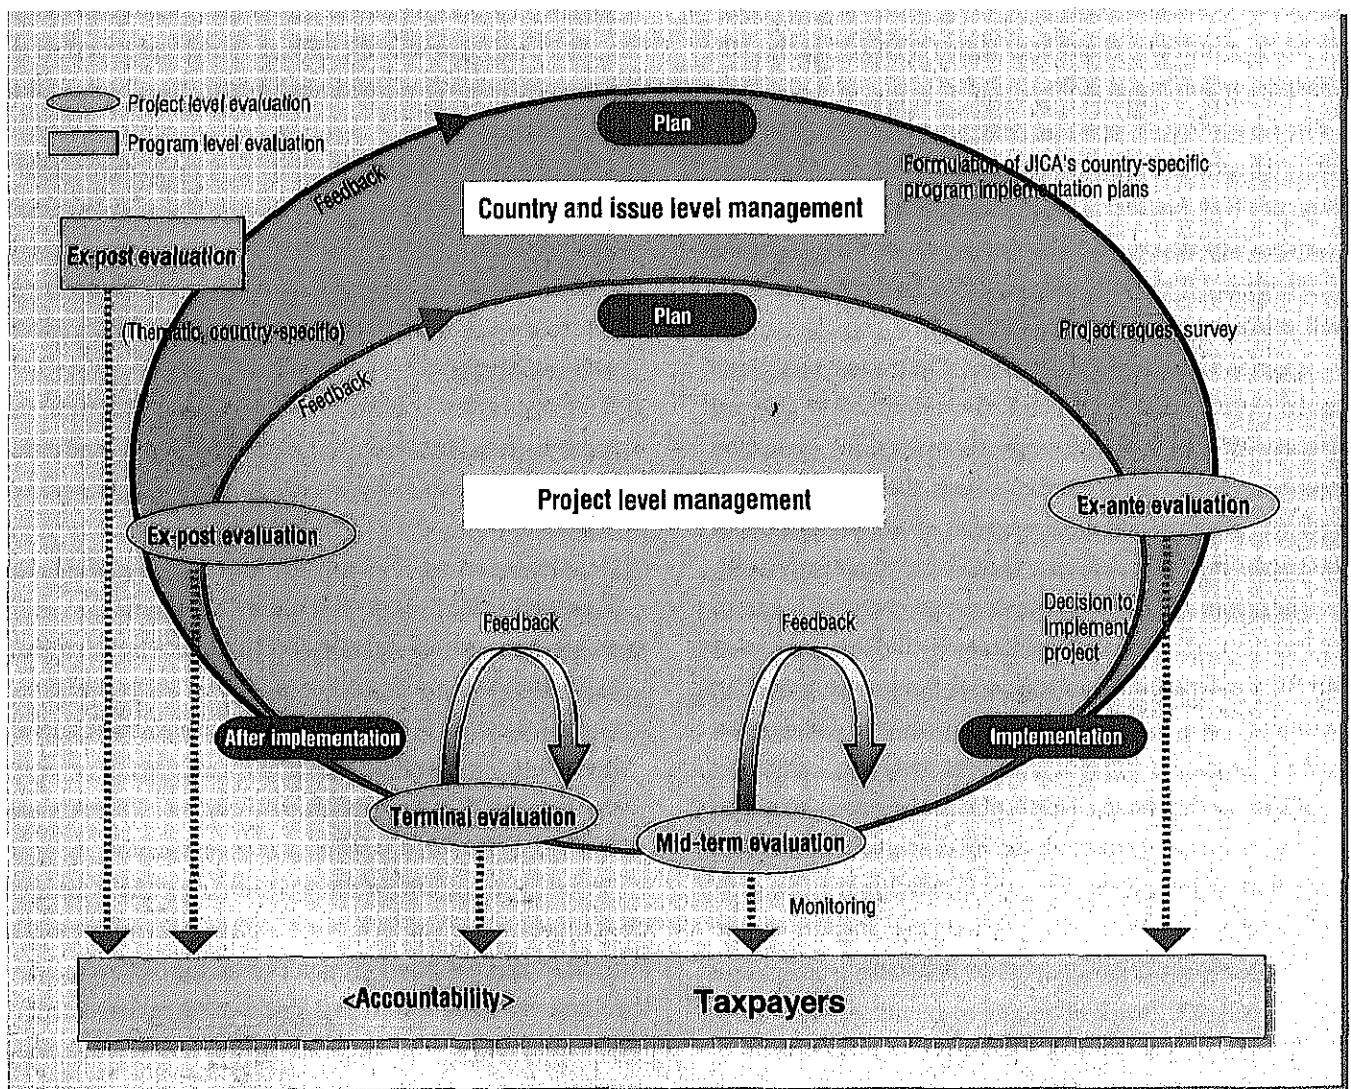 Project level evaluation
Program level evaluation
Plan
Formulation of JICA's country-specific
program implementation plans
Feedback
Country and issue level management
Ex-post evaluation
Plan
(Thematic, country-specific)
Project request survey
Feedback
Project level management
Ex-ante evaluation
Ex-post evaluation
Decision to
implement
project
Feedback
Feedback
After implementation
Implementation
Terminal evaluation
Mid-term evaluation
Monitoring
<Accountability>
Taxpayers